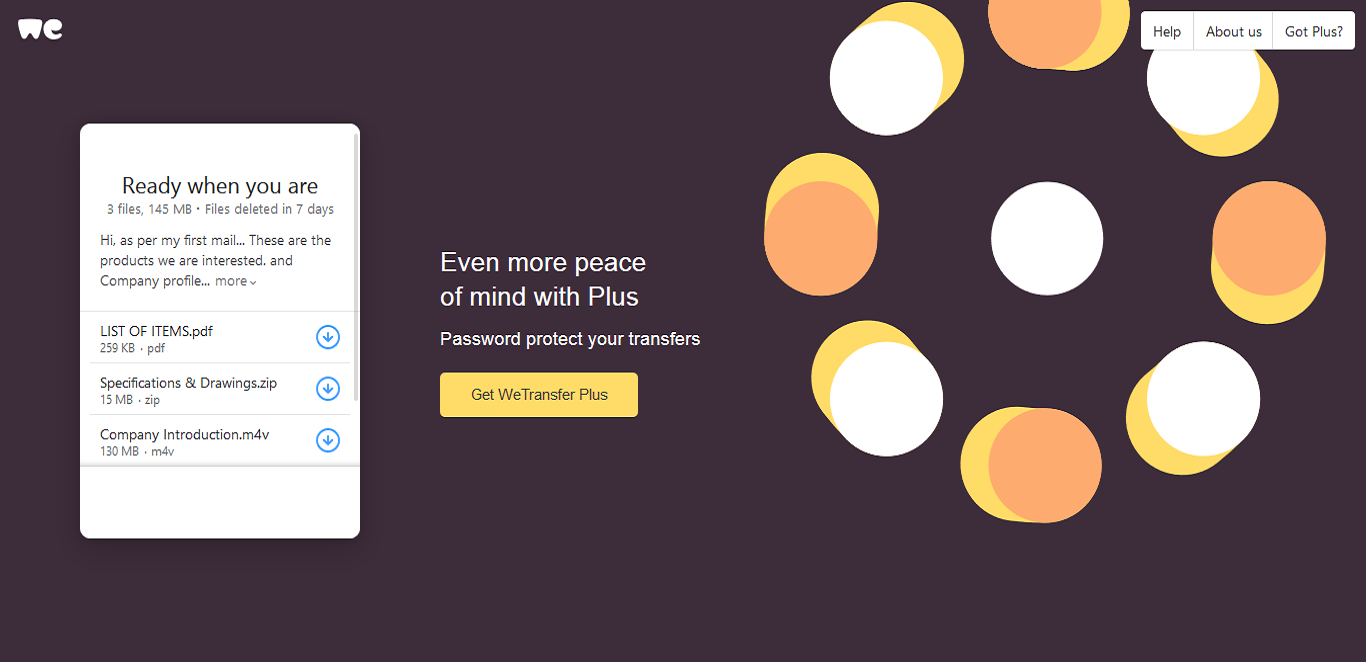 we
Help
About us
Got Plus?
Ready when you are
3 files, 145 MB · Files deleted in 7 days
Hi, as per my first mail... These are the
products we are interested. and
Company profile... more
LIST OF ITEMS.pdf
259 KB · pdf
Specifications & Drawings.zip
15 MB · zip
Company Introduction.m4v
130 MB · m4v
Even more peace
of mind with Plus
Password protect your transfers
Get WeTransfer Plus